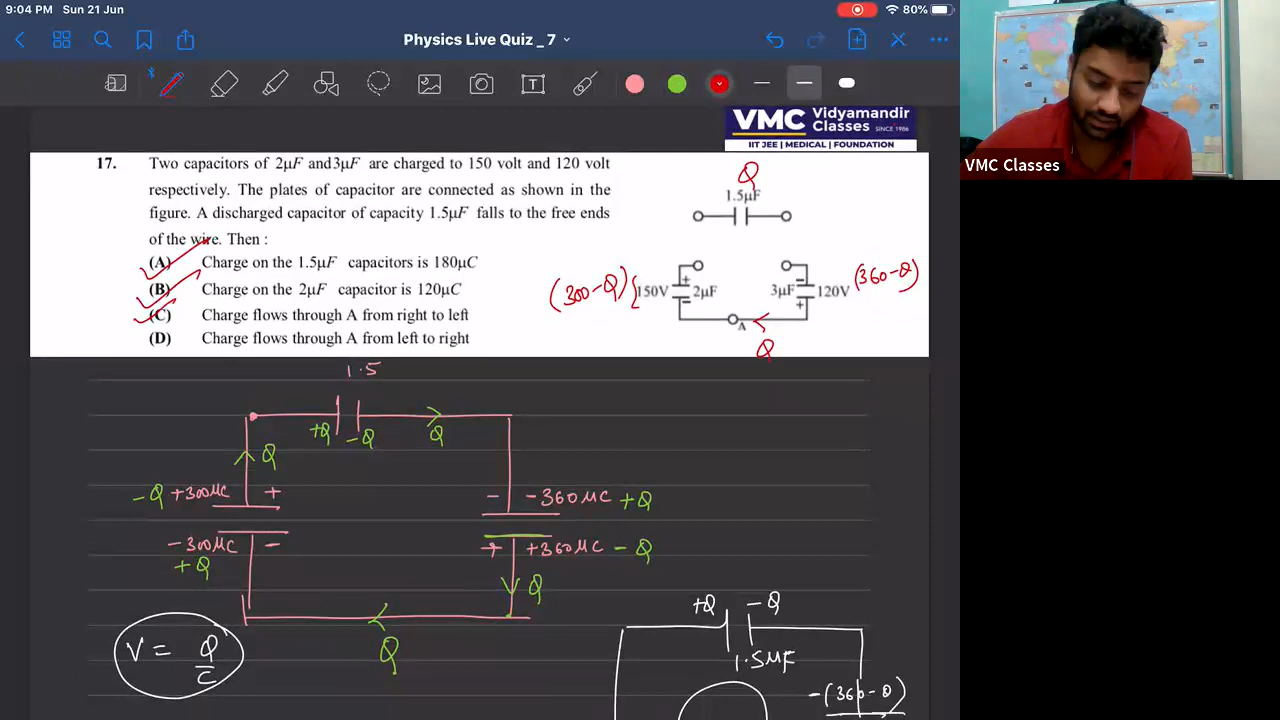 9:04 PM Sun 21 Jun
80%
Physics Live Quiz _ 7
T
VMC Vidyamandir Classes SINCE 1986
IIT JEE | MEDICAL | FOUNDATION
VMC Classes
17. Two capacitors of 2μF and3μF are charged to 150 volt and 120 volt
respectively. The plates of capacitor are connected as shown in the
figure. A discharged capacitor of capacity 1.5μF falls to the free ends
of the wire. Then :
(A) Charge on the 1.5μF capacitors is 180μC
(B) Charge on the 2μF capacitor is 120μC
(C) Charge flows through A from right to left
(D) Charge flows through A from left to right
Q
1.5μF
(300-Q) 150V + − 2μF 3μF − + 120V (360-Q)
A
Q
1.5
+Q -Q Q
Q
-Q +300μC + − -360μC +Q
-300μC − + +360μC -Q
+Q
Q
Q
V = Q/C
+Q -Q
1.5μF
-(360-Q)